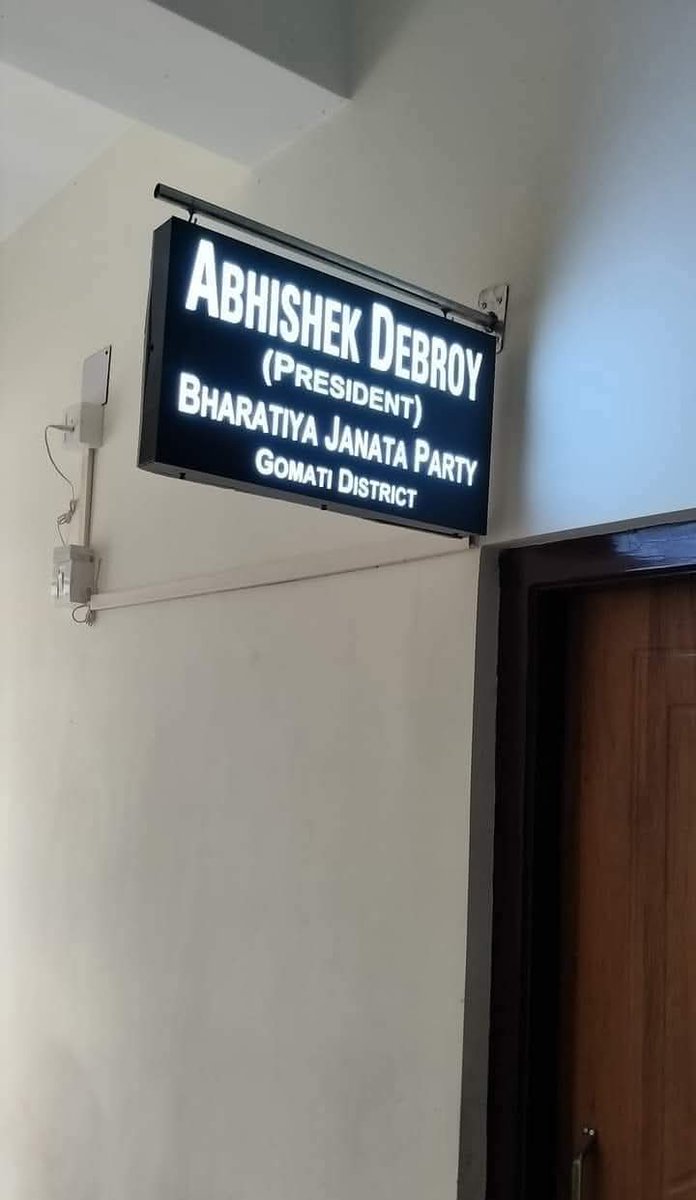 ABHISHEK DEBROY
(PRESIDENT)
BHARATIYA JANATA PARTY
GOMATI DISTRICT